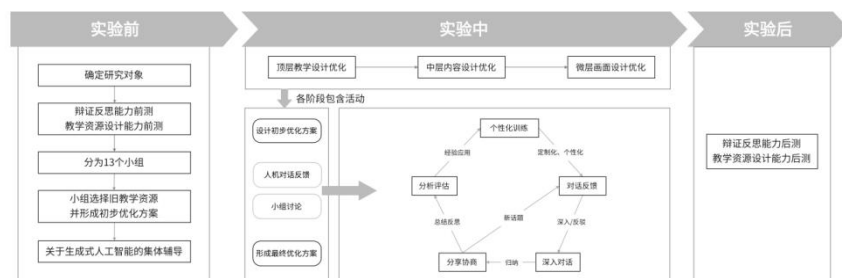 实验前
实验中
实验后
确定研究对象
辩证反思能力前测
教学资源设计能力前测
分为13个小组
小组选择旧教学资源
并形成初步优化方案
关于生成式人工智能的集体辅导
顶层教学设计优化
中层内容设计优化
微层画面设计优化
各阶段包含活动
设计初步优化方案
人机对话反馈
小组讨论
形成最终优化方案
个性化训练
经验应用
定制化、个性化
分析评估
对话反馈
总结反思
新话题
深入/反驳
分享协商
归纳
深入对话
辩证反思能力后测
教学资源设计能力后测